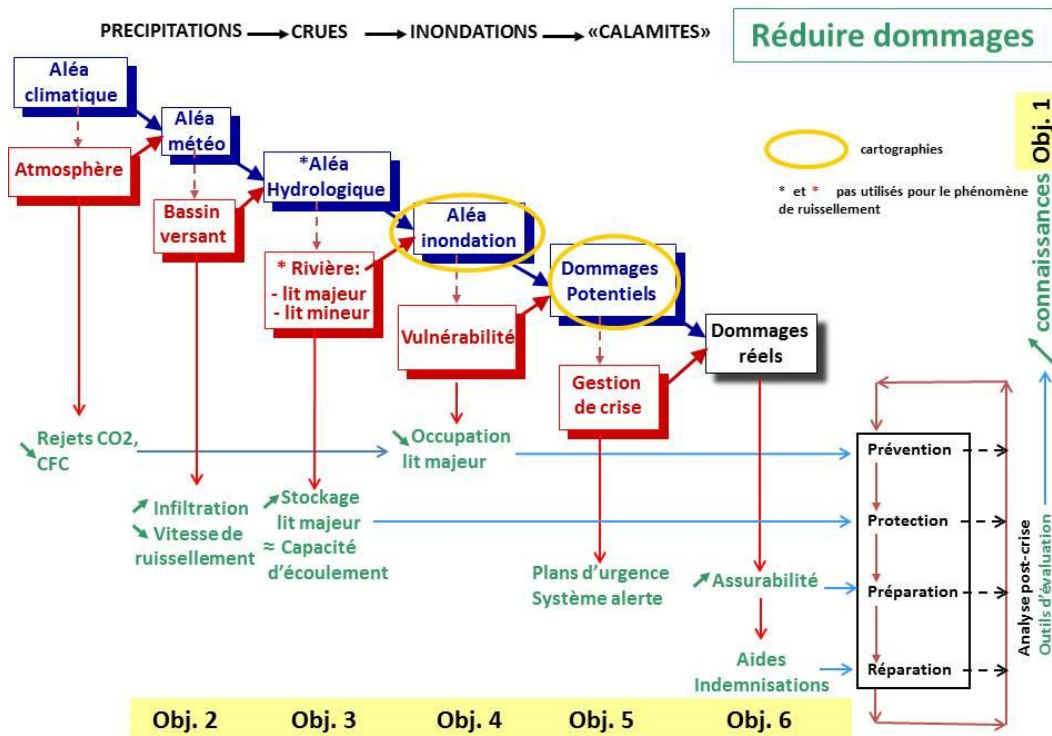 PRECIPITATIONS
CRUES
INONDATIONS
«CALAMITES»
Réduire dommages
Aléa
climatique
Atmosphère
Aléa
météo
Bassin
versant
*Aléa
Hydrologique
* Rivière:
- lit majeur
- lit mineur
Aléa
inondation
Vulnérabilité
Dommages
Potentiels
Gestion
de crise
Dommages
réels
cartographies
* et * pas utilisés pour le phénomène
de ruissellement
Obj. 1
connaissances
Rejets CO2,
CFC
Infiltration
Vitesse de
ruissellement
Stockage
lit majeur
≈ Capacité
d'écoulement
Occupation
lit majeur
Plans d'urgence
Système alerte
Assurabilité
Aides
Indemnisations
Prévention
Protection
Préparation
Réparation
Analyse post-crise
Outils d'évaluation
Obj. 2
Obj. 3
Obj. 4
Obj. 5
Obj. 6